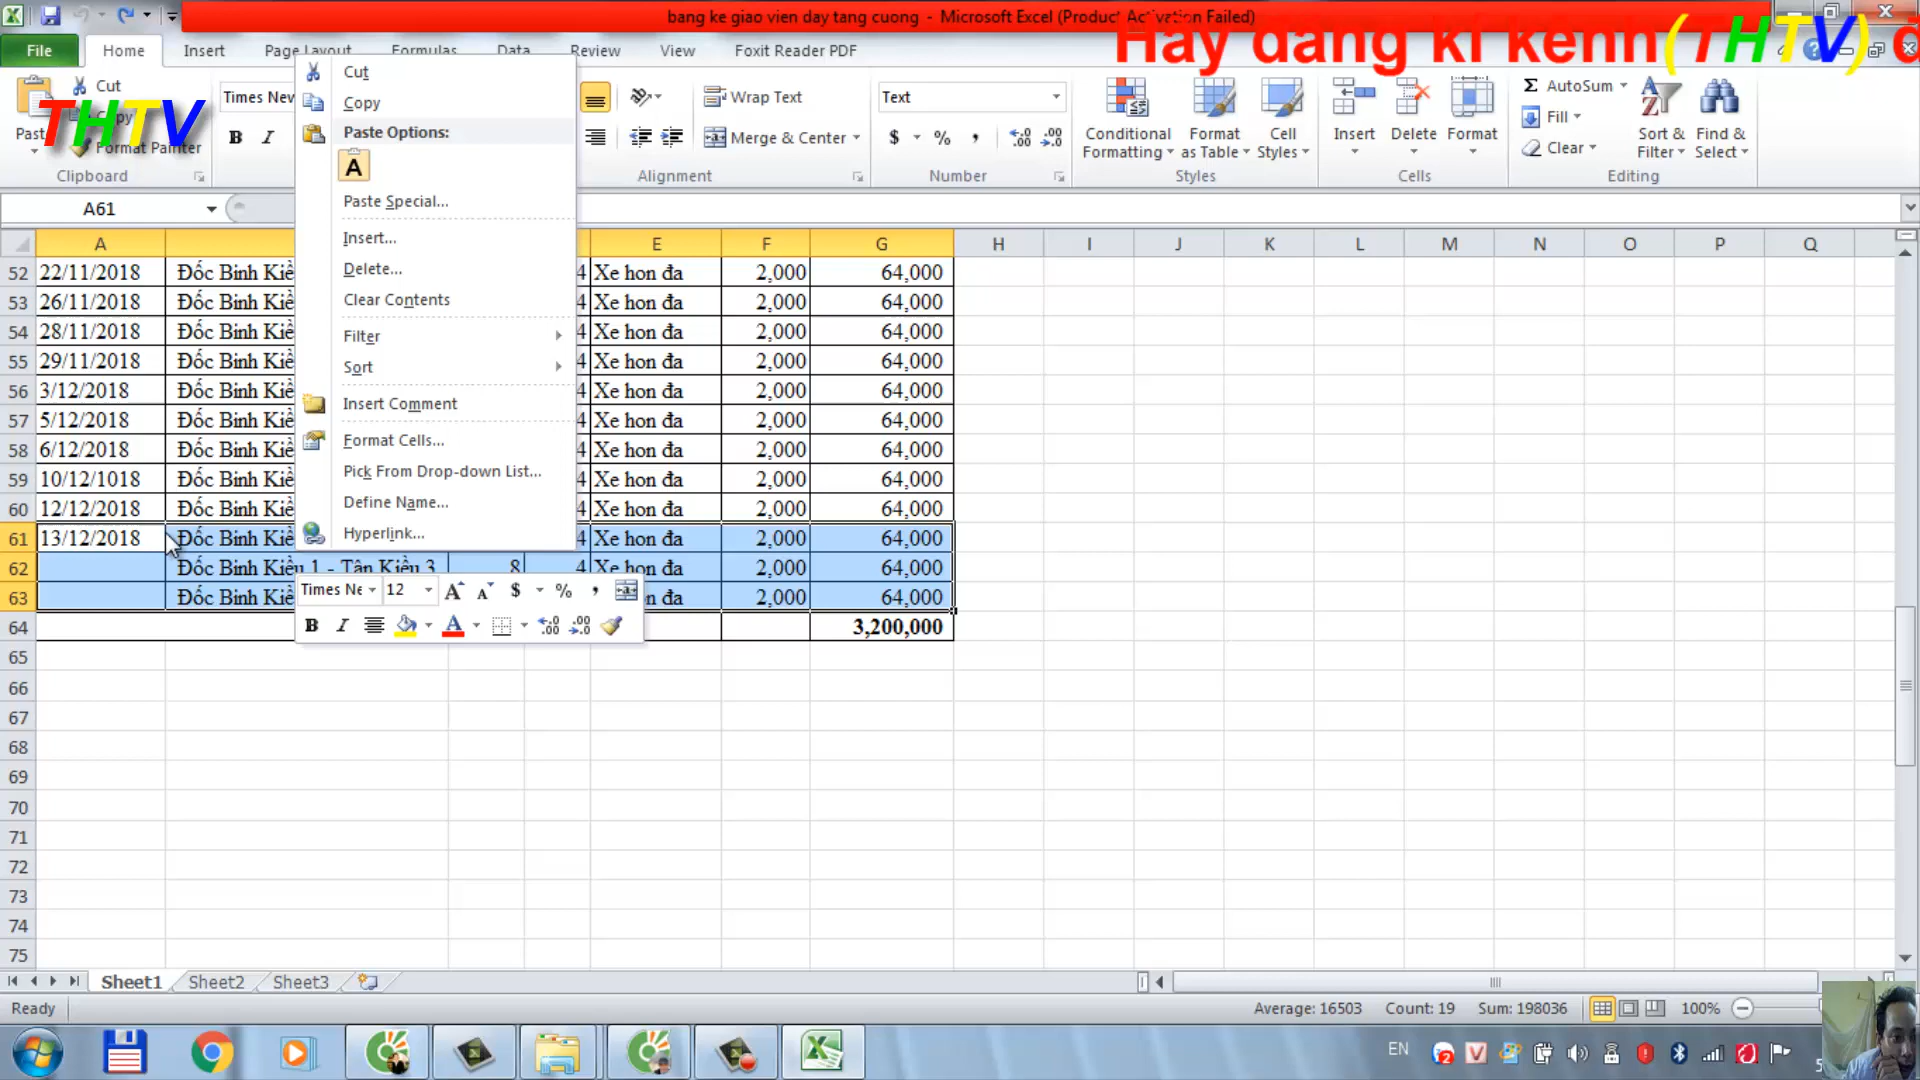 bang ke giao vien day tang cuong - Microsoft Excel (Product Activation Failed)
Hay dang ki kenh(THTV) d
File Home Insert Page Layout Formulas Data Review View Foxit Reader PDF
Cut Times New Wrap Text Text AutoSum
THTV
Copy
Paste Format Painter Merge & Center $ % , Fill Clear
B I
Conditional Formatting Format as Table Cell Styles Insert Delete Format Sort & Filter Find & Select
Clipboard Alignment Number Styles Cells Editing
A61
Cut
Copy
Paste Options:
A
Paste Special...
Insert...
Delete...
Clear Contents
Filter
Sort
Insert Comment
Format Cells...
Pick From Drop-down List...
Define Name...
Hyperlink...
A E F G H I J K L M N O P Q
52 22/11/2018 Đốc Binh Kiề 4 Xe hon đa 2,000 64,000
53 26/11/2018 Đốc Binh Kiề 4 Xe hon đa 2,000 64,000
54 28/11/2018 Đốc Binh Kiề 4 Xe hon đa 2,000 64,000
55 29/11/2018 Đốc Binh Kiề 4 Xe hon đa 2,000 64,000
56 3/12/2018 Đốc Binh Kiề 4 Xe hon đa 2,000 64,000
57 5/12/2018 Đốc Binh Kiề 4 Xe hon đa 2,000 64,000
58 6/12/2018 Đốc Binh Kiề 4 Xe hon đa 2,000 64,000
59 10/12/1018 Đốc Binh Kiề 4 Xe hon đa 2,000 64,000
60 12/12/2018 Đốc Binh Kiề 4 Xe hon đa 2,000 64,000
61 13/12/2018 Đốc Binh Kiề 4 Xe hon đa 2,000 64,000
62 Đốc Binh Kiều 1 - Tân Kiều 3 8 4 Xe hon đa 2,000 64,000
63 Đốc Binh Kiề n đa 2,000 64,000
Times Ne 12 A A $ % ,
B I A
64 3,200,000
65
66
67
68
69
70
71
72
73
74
75
Sheet1 Sheet2 Sheet3
Ready Average: 16503 Count: 19 Sum: 198036 100%
EN